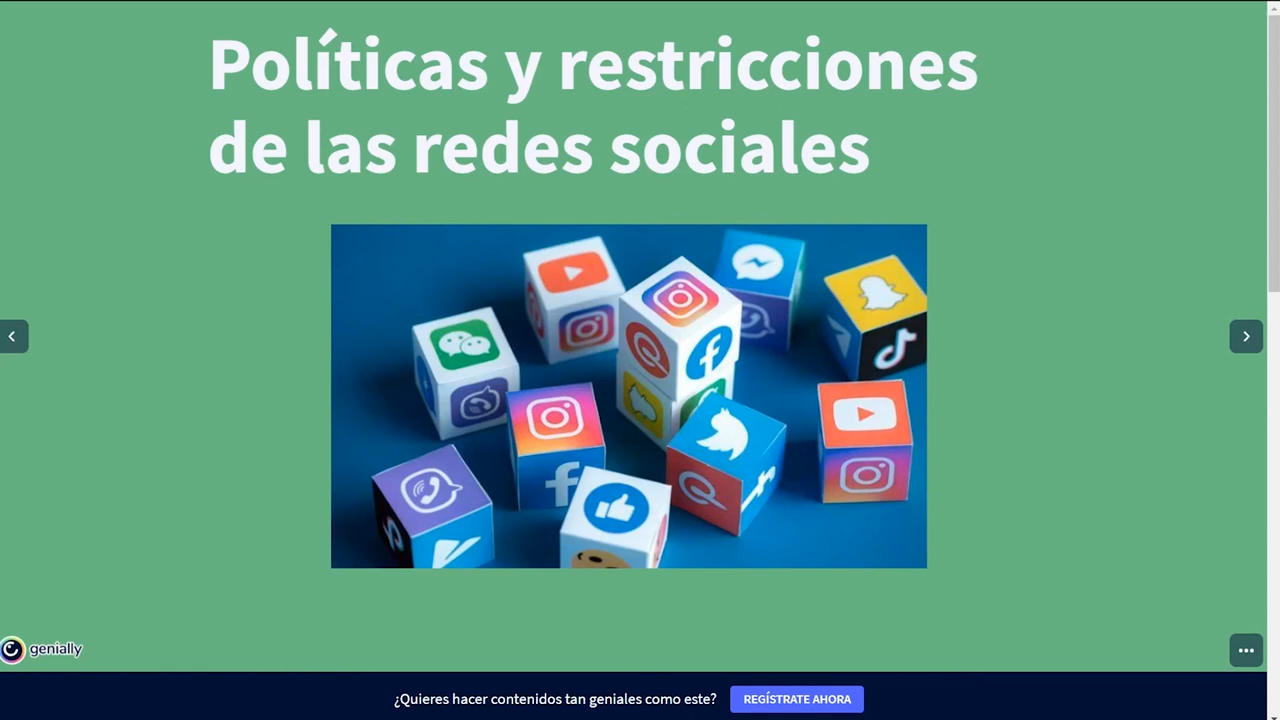 Políticas y restricciones
de las redes sociales
genially
¿Quieres hacer contenidos tan geniales como este?
REGÍSTRATE AHORA